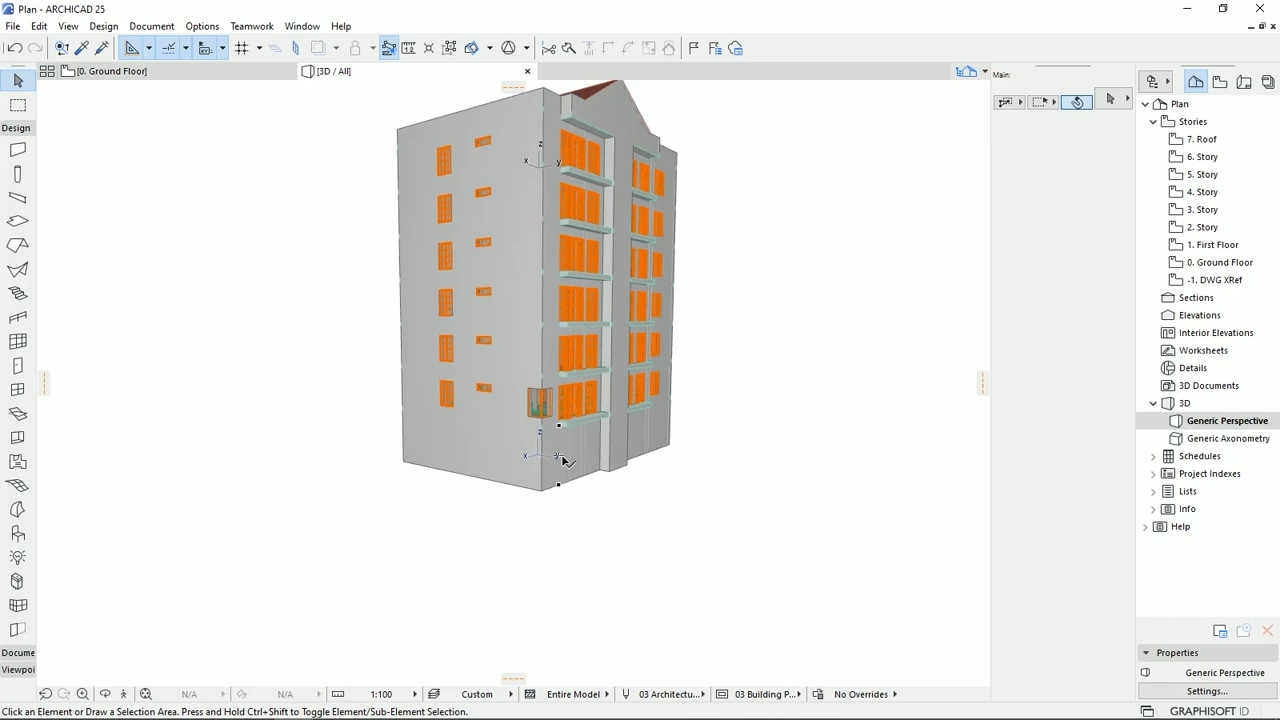 Plan - ARCHICAD 25
File Edit View Design Document Options Teamwork Window Help
[0. Ground Floor]
[3D / All]
Main:
Design
Docume
Viewpoi
z
x
y
z
x
y
Plan
Stories
7. Roof
6. Story
5. Story
4. Story
3. Story
2. Story
1. First Floor
0. Ground Floor
-1. DWG XRef
Sections
Elevations
Interior Elevations
Worksheets
Details
3D Documents
3D
Generic Perspective
Generic Axonometry
Schedules
Project Indexes
Lists
Info
Help
Properties
Generic Perspective
Settings...
N/A N/A 1:100 Custom Entire Model 03 Architectu... 03 Building P... No Overrides
Click an Element or Draw a Selection Area. Press and Hold Ctrl+Shift to Toggle Element/Sub-Element Selection.
GRAPHISOFT ID